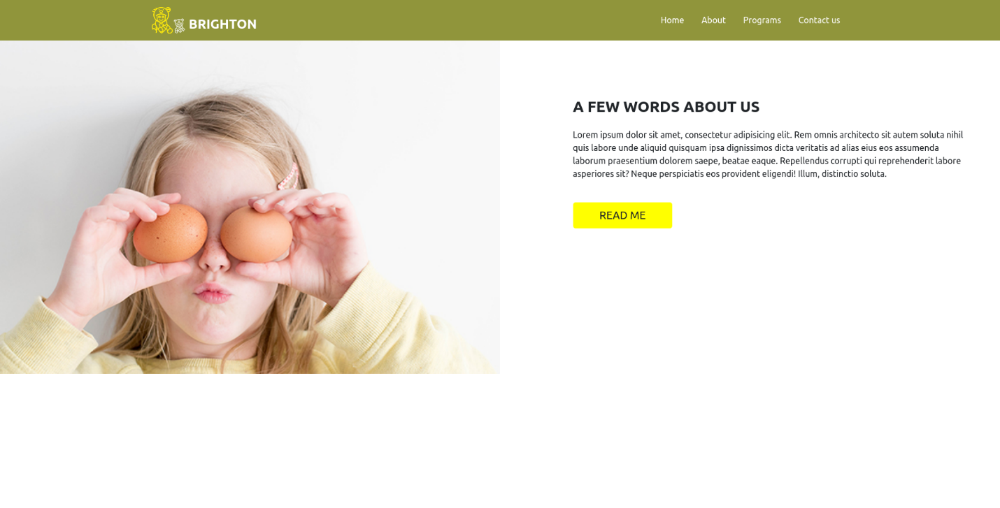 BRIGHTON
Home About Programs Contact us
A FEW WORDS ABOUT US
Lorem ipsum dolor sit amet, consectetur adipisicing elit. Rem omnis architecto sit autem soluta nihil
quis labore unde aliquid quisquam ipsa dignissimos dicta veritatis ad alias eius eos assumenda
laborum praesentium dolorem saepe, beatae eaque. Repellendus corrupti qui reprehenderit labore
asperiores sit? Neque perspiciatis eos provident eligendi! Illum, distinctio soluta.
READ ME